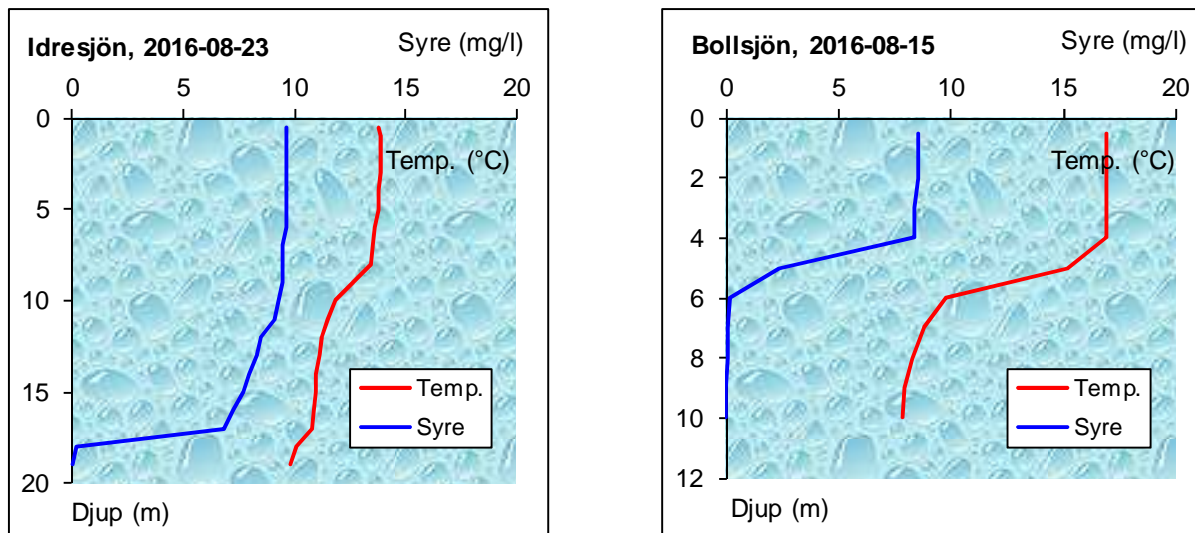 Idresjön, 2016-08-23
Syre (mg/l)
0 5 10 15 20
Temp. (°C)
0
5
10
15
20
Temp.
Syre
Djup (m)
Bollsjön, 2016-08-15
Syre (mg/l)
0 5 10 15 20
Temp. (°C)
0
2
4
6
8
10
12
Temp.
Syre
Djup (m)